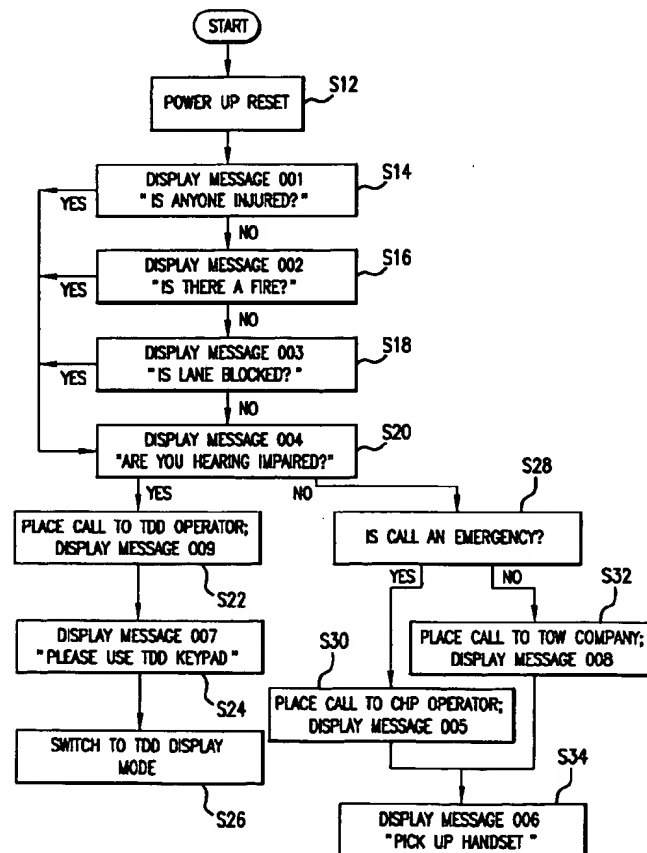 START
S12
POWER UP RESET
S14
DISPLAY MESSAGE 001
" IS ANYONE INJURED?"
YES
NO
S16
DISPLAY MESSAGE 002
"IS THERE A FIRE?"
YES
NO
S18
DISPLAY MESSAGE 003
"IS LANE BLOCKED?"
YES
NO
S20
DISPLAY MESSAGE 004
"ARE YOU HEARING IMPAIRED?"
YES
NO
S28
PLACE CALL TO TDD OPERATOR;
DISPLAY MESSAGE 009
S22
IS CALL AN EMERGENCY?
YES
NO
S32
DISPLAY MESSAGE 007
"PLEASE USE TDD KEYPAD"
S24
PLACE CALL TO TOW COMPANY;
DISPLAY MESSAGE 008
S30
PLACE CALL TO CHP OPERATOR;
DISPLAY MESSAGE 005
SWITCH TO TDD DISPLAY
MODE
S26
S34
DISPLAY MESSAGE 006
"PICK UP HANDSET "